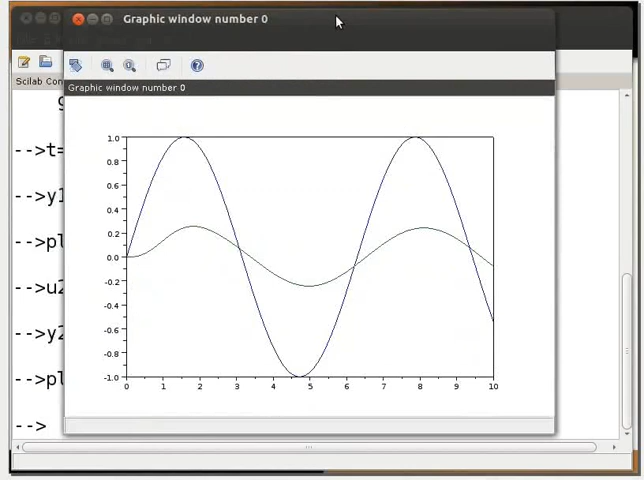 Graphic window number 0
Scilab Con
Graphic window number 0
-->t=
-->y1
-->pl
-->u2
-->y2
-->pl
-->
1.0
0.8
0.6
0.4
0.2
0.0
-0.2
-0.4
-0.6
-0.8
-1.0
0 1 2 3 4 5 6 7 8 9 10